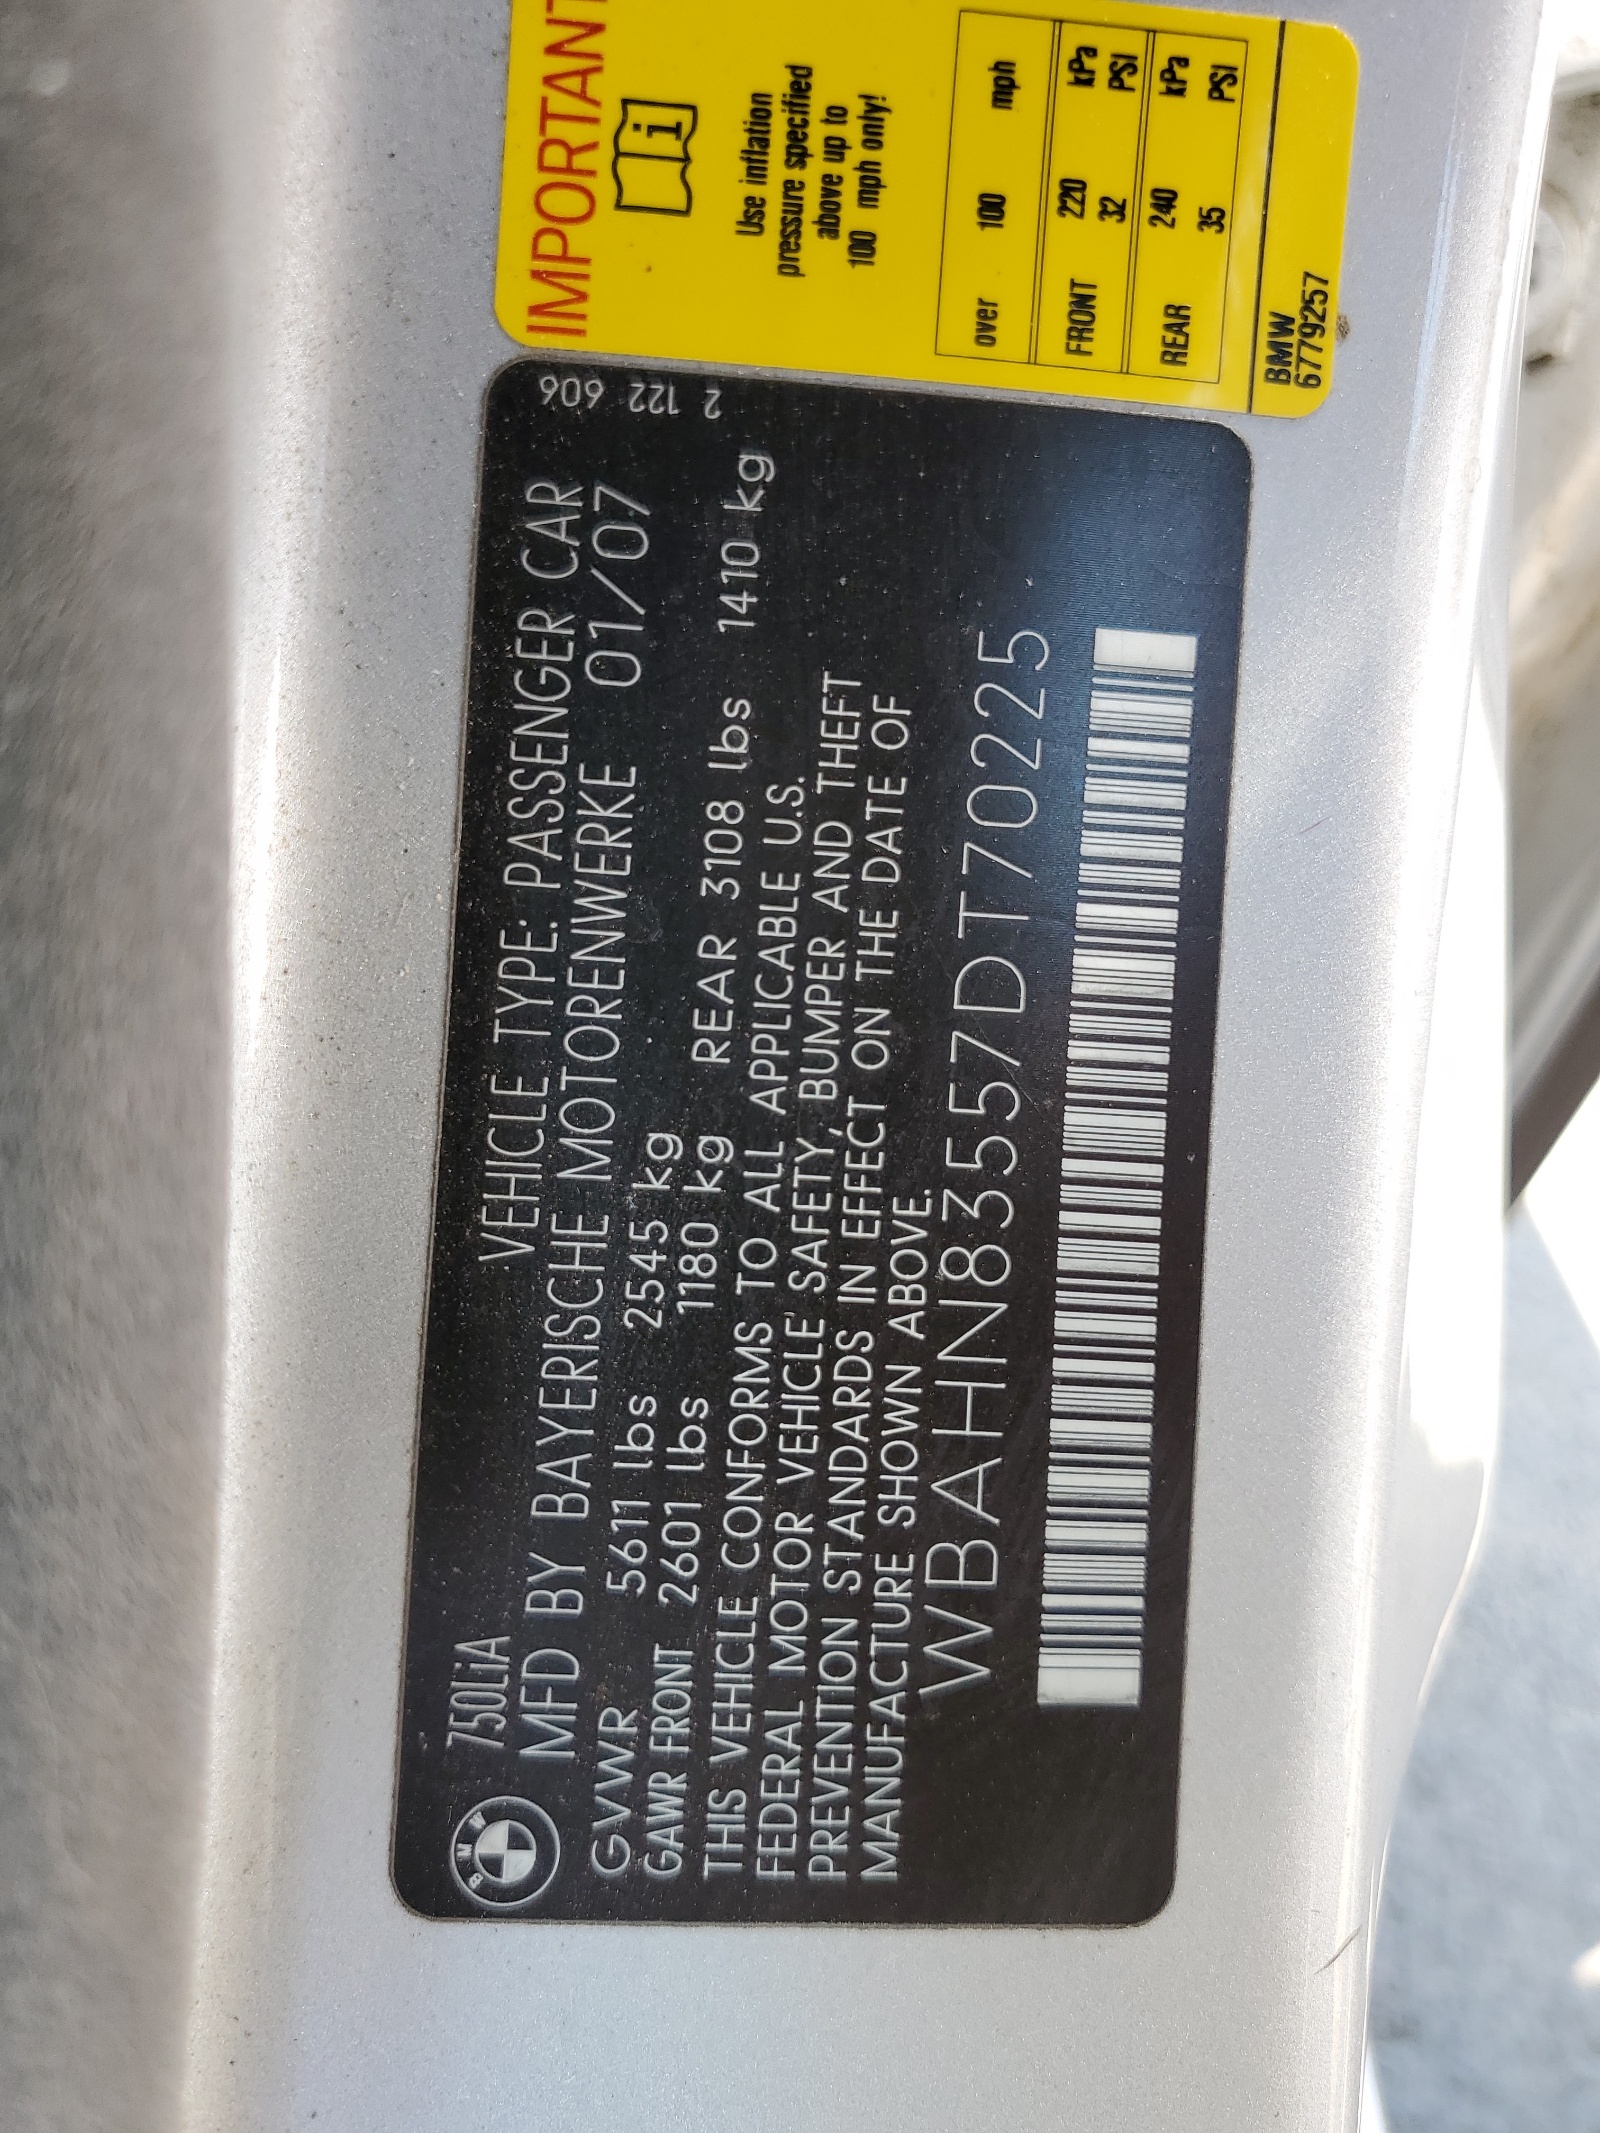 BMW
750LiA
VEHICLE TYPE: PASSENGER CAR
MFD BY BAYERISCHE MOTORENWERKE 01/07
GVWR 5611 lbs 2545 kg
GAWR FRONT 2601 lbs 1180 kg REAR 3108 lbs 1410 kg
THIS VEHICLE CONFORMS TO ALL APPLICABLE U.S.
FEDERAL MOTOR VEHICLE SAFETY, BUMPER AND THEFT
PREVENTION STANDARDS IN EFFECT ON THE DATE OF
MANUFACTURE SHOWN ABOVE.
WBAHN83557DT70225
2 122 606
IMPORTANT
i
Use inflation
pressure specified
above up to
100 mph only!
over 100 mph
FRONT 220 kPa
32 PSI
REAR 240 kPa
35 PSI
BMW
6779257